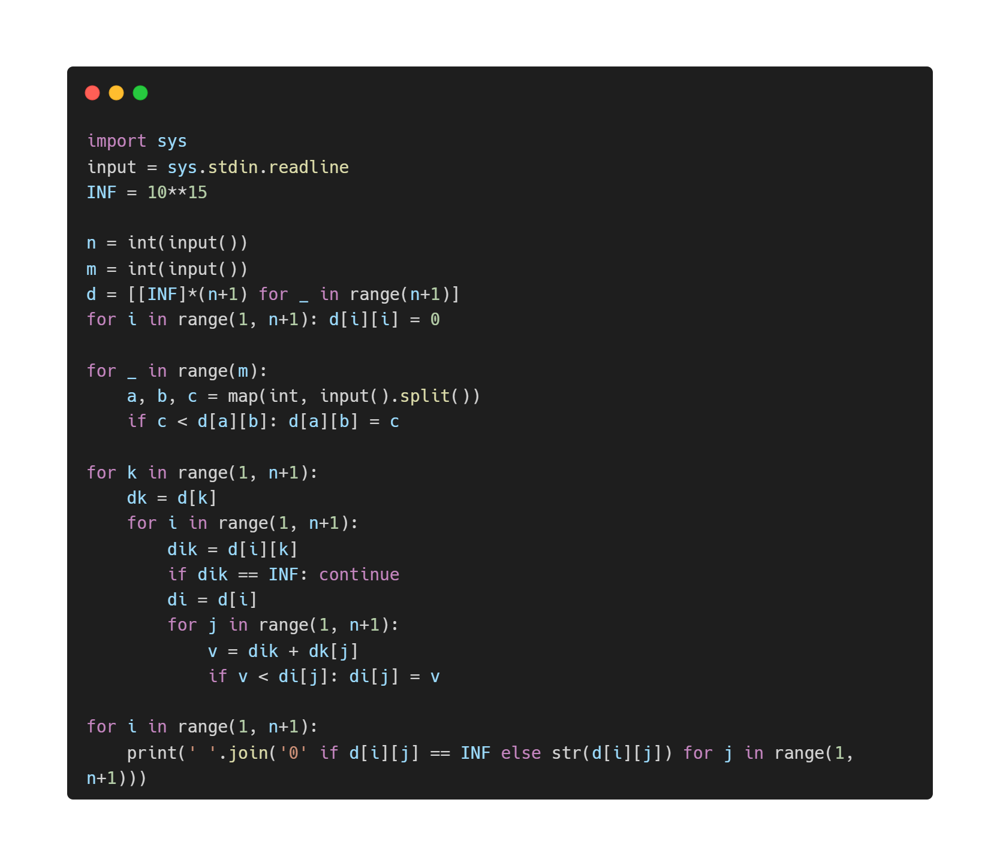 import sys
input = sys.stdin.readline
INF = 10**15

n = int(input())
m = int(input())
d = [[INF]*(n+1) for _ in range(n+1)]
for i in range(1, n+1): d[i][i] = 0

for _ in range(m):
    a, b, c = map(int, input().split())
    if c < d[a][b]: d[a][b] = c

for k in range(1, n+1):
    dk = d[k]
    for i in range(1, n+1):
        dik = d[i][k]
        if dik == INF: continue
        di = d[i]
        for j in range(1, n+1):
            v = dik + dk[j]
            if v < di[j]: di[j] = v

for i in range(1, n+1):
    print(' '.join('0' if d[i][j] == INF else str(d[i][j]) for j in range(1,
n+1)))